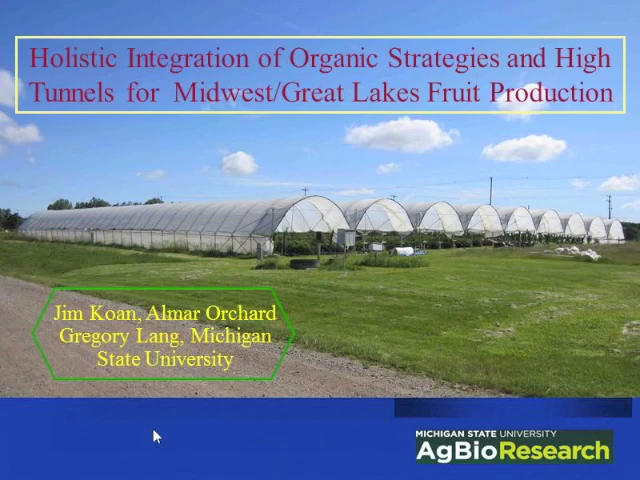 Holistic Integration of Organic Strategies and High
Tunnels for Midwest/Great Lakes Fruit Production
Jim Koan, Almar Orchard
Gregory Lang, Michigan
State University
MICHIGAN STATE UNIVERSITY
AgBioResearch